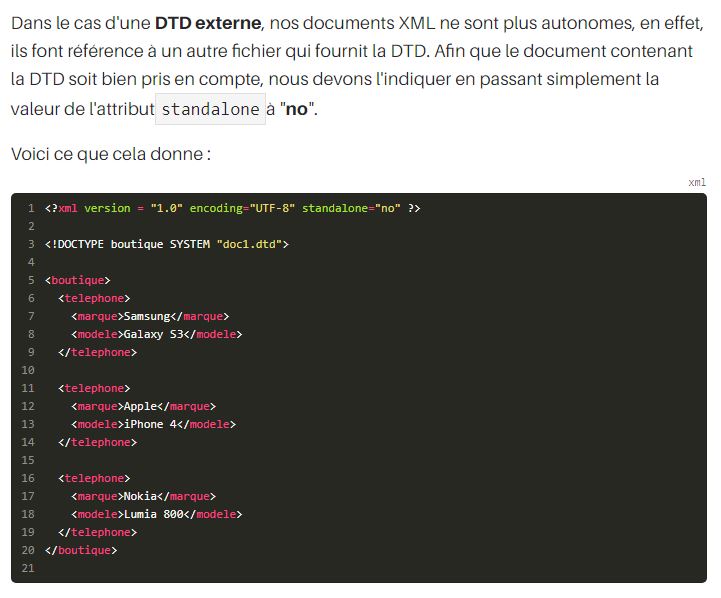 Dans le cas d'une DTD externe, nos documents XML ne sont plus autonomes, en effet,
ils font référence à un autre fichier qui fournit la DTD. Afin que le document contenant
la DTD soit bien pris en compte, nous devons l'indiquer en passant simplement la
valeur de l'attribut standalone à "no".
Voici ce que cela donne :
xml
1 <?xml version = "1.0" encoding="UTF-8" standalone="no" ?>
2
3 <!DOCTYPE boutique SYSTEM "doc1.dtd">
4
5 <boutique>
6   <telephone>
7     <marque>Samsung</marque>
8     <modele>Galaxy S3</modele>
9   </telephone>
10
11   <telephone>
12     <marque>Apple</marque>
13     <modele>iPhone 4</modele>
14   </telephone>
15
16   <telephone>
17     <marque>Nokia</marque>
18     <modele>Lumia 800</modele>
19   </telephone>
20 </boutique>
21